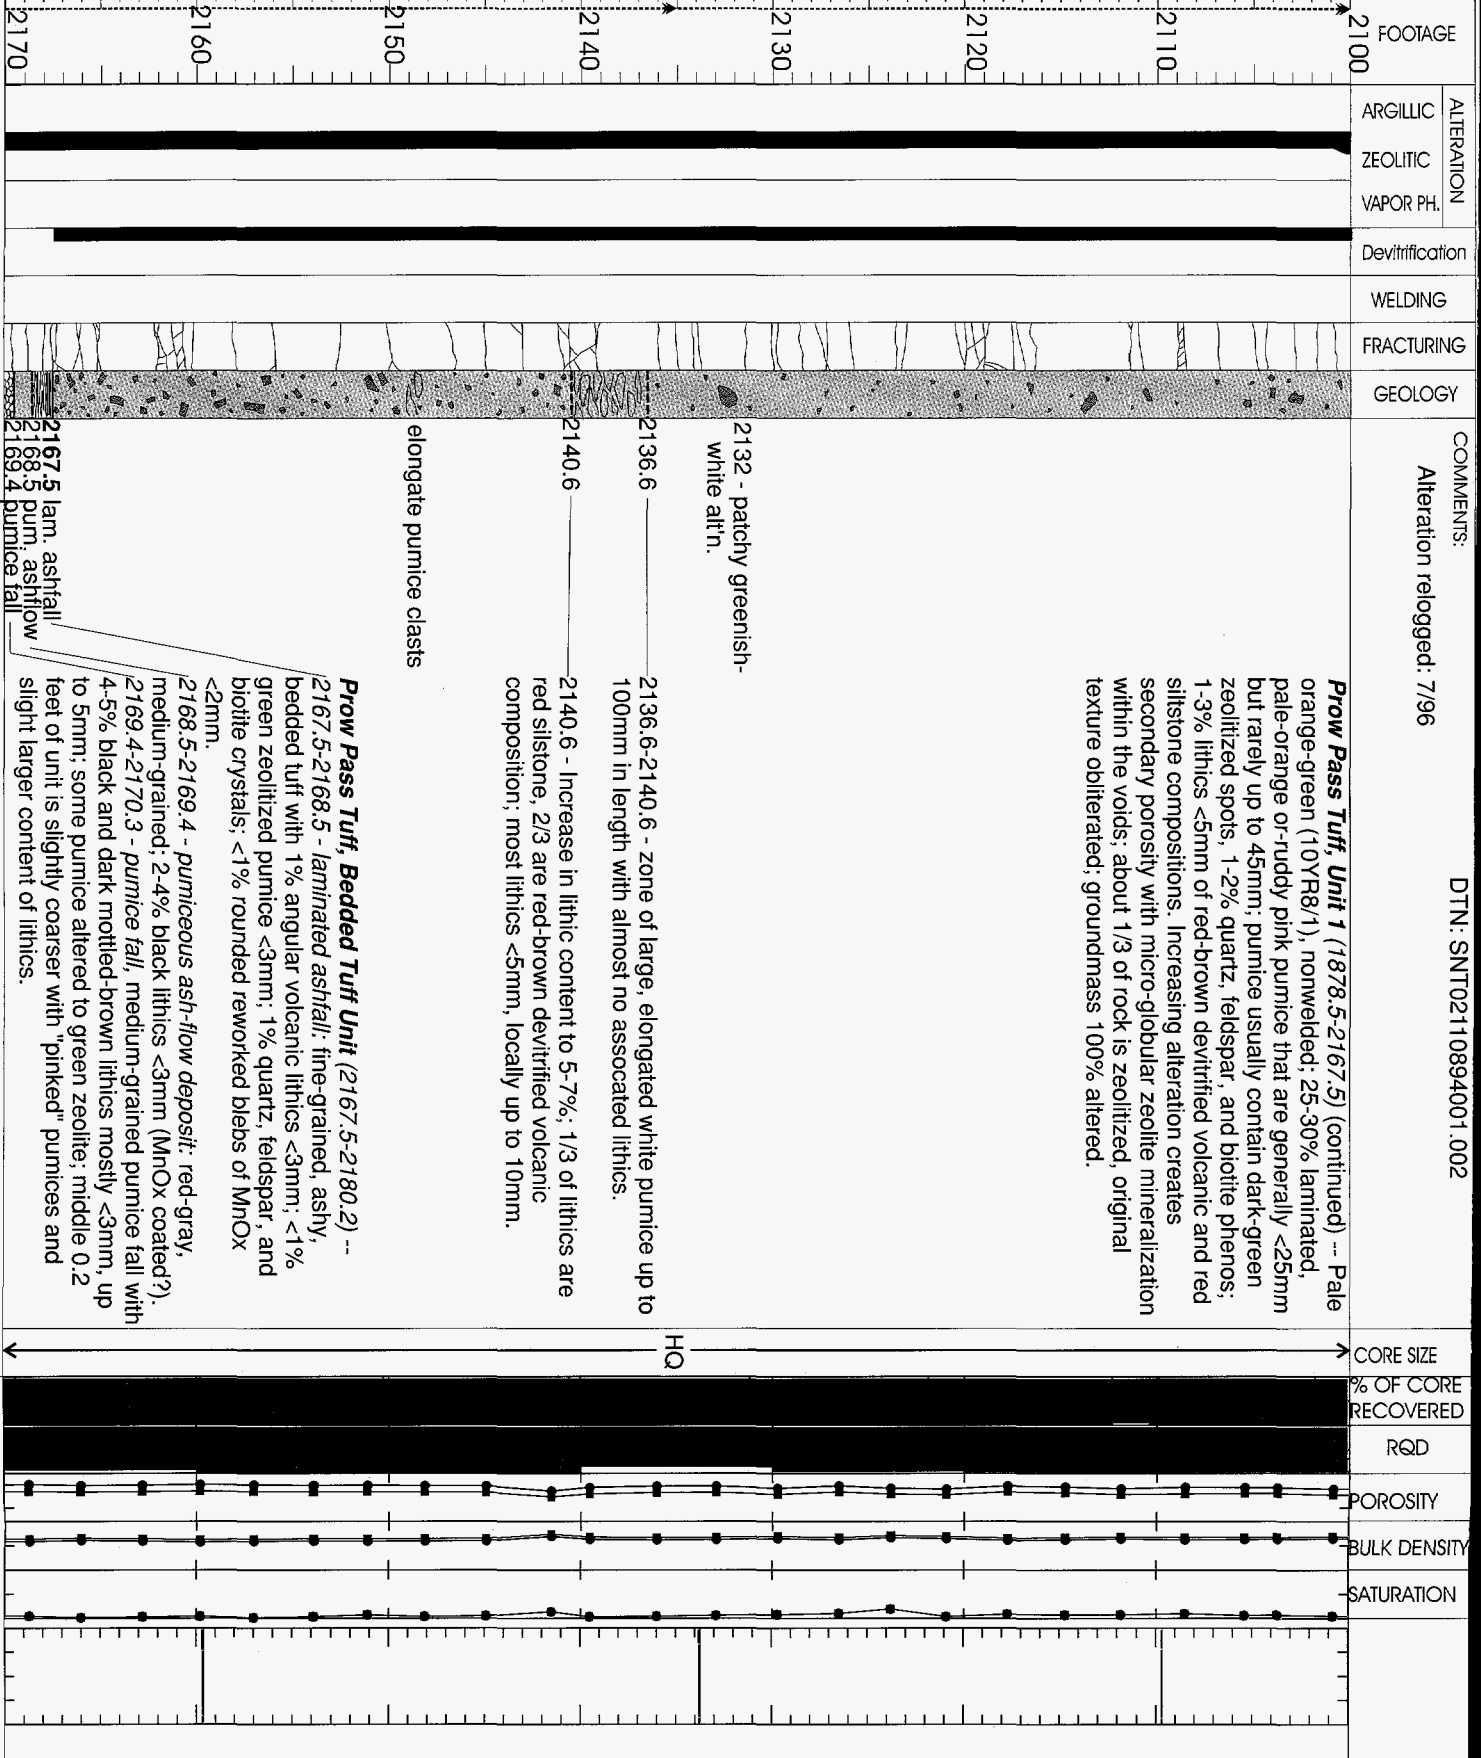 FOOTAGE
2100
2110
2120
2130
2140
2150
2160
2170
ALTERATION
ARGILLIC
ZEOLITIC
VAPOR PH.
Devitrification
WELDING
FRACTURING
GEOLOGY
COMMENTS:
Alteration relogged: 7/96
DTN: SNT02110894001.002
Prow Pass Tuff, Unit 1 (1878.5-2167.5) (continued) -- Pale
orange-green (10YR8/1), nonwelded; 25-30% laminated,
pale-orange or-ruddy pink pumice that are generally <25mm
but rarely up to 45mm; pumice usually contain dark-green
zeolitized spots, 1-2% quartz, feldspar, and biotite phenos;
1-3% lithics <5mm of red-brown devitrified volcanic and red
siltstone compositions. Increasing alteration creates
secondary porosity with micro-globular zeolite mineralization
within the voids; about 1/3 of rock is zeolitized, original
texture obliterated; groundmass 100% altered.
2132 - patchy greenish-
white alt'n.
2136.6
2136.6-2140.6 - zone of large, elongated white pumice up to
100mm in length with almost no assocated lithics.
2140.6
2140.6 - Increase in lithic content to 5-7%; 1/3 of lithics are
red silstone, 2/3 are red-brown devitrified volcanic
composition; most lithics <5mm, locally up to 10mm.
elongate pumice clasts
Prow Pass Tuff, Bedded Tuff Unit (2167.5-2180.2) --
2167.5-2168.5 - laminated ashfall: fine-grained, ashy,
bedded tuff with 1% angular volcanic lithics <3mm; <1%
green zeolitized pumice <3mm; 1% quartz, feldspar, and
biotite crystals; <1% rounded reworked blebs of MnOx
<2mm.
2168.5-2169.4 - pumiceous ash-flow deposit: red-gray,
medium-grained; 2-4% black lithics <3mm (MnOx coated?).
2169.4-2170.3 - pumice fall, medium-grained pumice fall with
4-5% black and dark mottled-brown lithics mostly <3mm, up
to 5mm; some pumice altered to green zeolite; middle 0.2
feet of unit is slightly coarser with "pinked" pumices and
slight larger content of lithics.
2167.5 lam. ashfall
2168.5 pum, ashflow
2169.4 pumice fall
HQ
CORE SIZE
% OF CORE
RECOVERED
RQD
POROSITY
BULK DENSITY
SATURATION